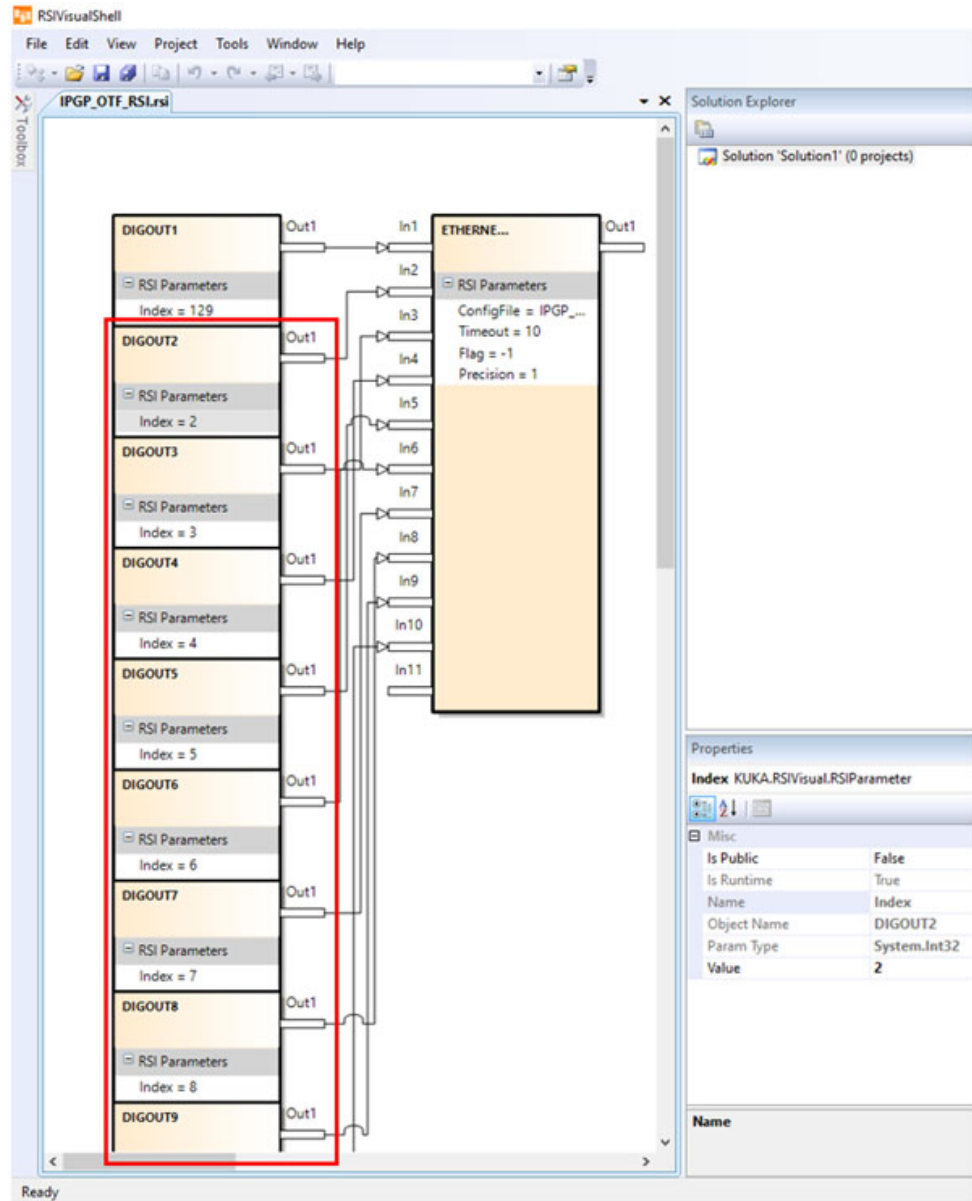 RSIVisualShell
File Edit View Project Tools Window Help
Toolbox
IPGP_OTF_RSI.rsi
DIGOUT1
Out1
RSI Parameters
Index = 129
DIGOUT2
Out1
RSI Parameters
Index = 2
DIGOUT3
Out1
RSI Parameters
Index = 3
DIGOUT4
Out1
RSI Parameters
Index = 4
DIGOUT5
Out1
RSI Parameters
Index = 5
DIGOUT6
Out1
RSI Parameters
Index = 6
DIGOUT7
Out1
RSI Parameters
Index = 7
DIGOUT8
Out1
RSI Parameters
Index = 8
DIGOUT9
Out1
In1
In2
In3
In4
In5
In6
In7
In8
In9
In10
In11
ETHERNE...
Out1
RSI Parameters
ConfigFile = IPGP_...
Timeout = 10
Flag = -1
Precision = 1
Solution Explorer
Solution 'Solution1' (0 projects)
Properties
Index KUKA.RSIVisual.RSIParameter
Misc
Is Public False
Is Runtime True
Name Index
Object Name DIGOUT2
Param Type System.Int32
Value 2
Name
Ready